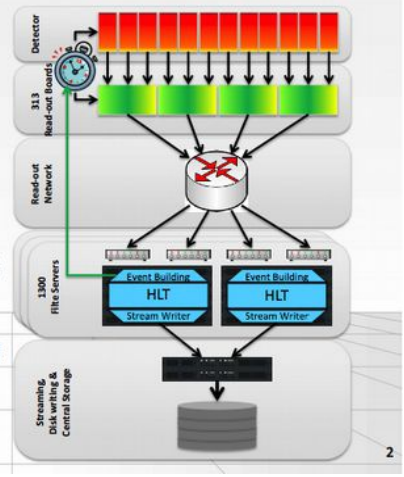 Detector
313
Read-out Boards
Read-out
Network
1300
Filte Servers
Event Building
HLT
Stream Writer
Event Building
HLT
Stream Writer
Streaming,
Disk writing &
Central Storage
2